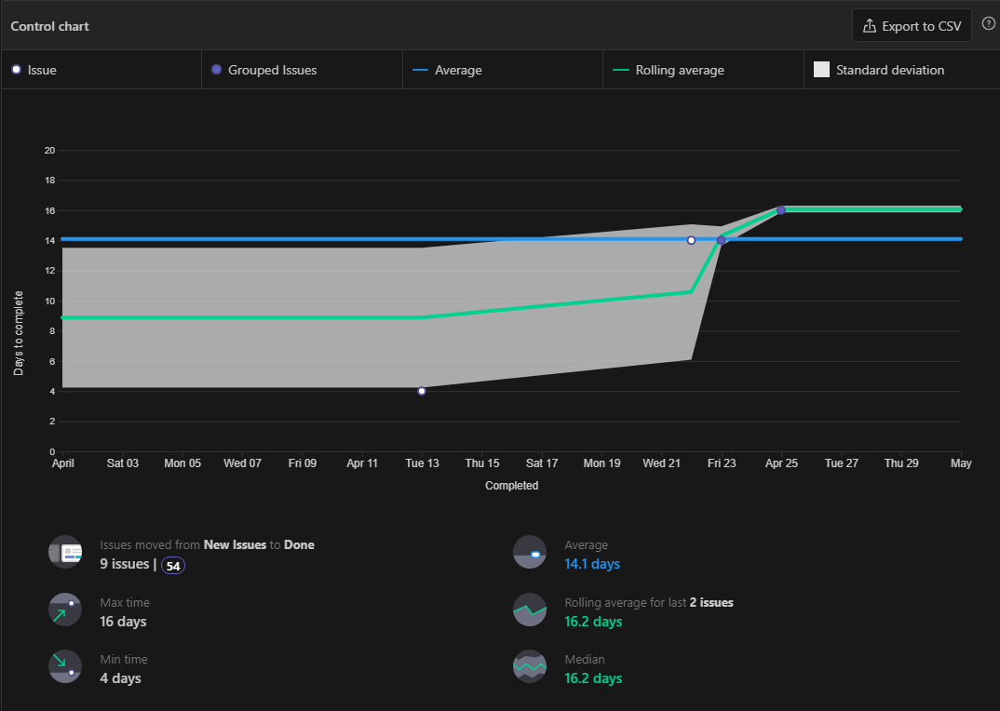 Control chart
Export to CSV
?
Issue
Grouped Issues
Average
Rolling average
Standard deviation
20
18
16
14
12
10
8
6
4
2
0
Days to complete
April Sat 03 Mon 05 Wed 07 Fri 09 Apr 11 Tue 13 Thu 15 Sat 17 Mon 19 Wed 21 Fri 23 Apr 25 Tue 27 Thu 29 May
Completed
Issues moved from New Issues to Done
9 issues | 54
Average
14.1 days
Max time
16 days
Rolling average for last 2 issues
16.2 days
Min time
4 days
Median
16.2 days